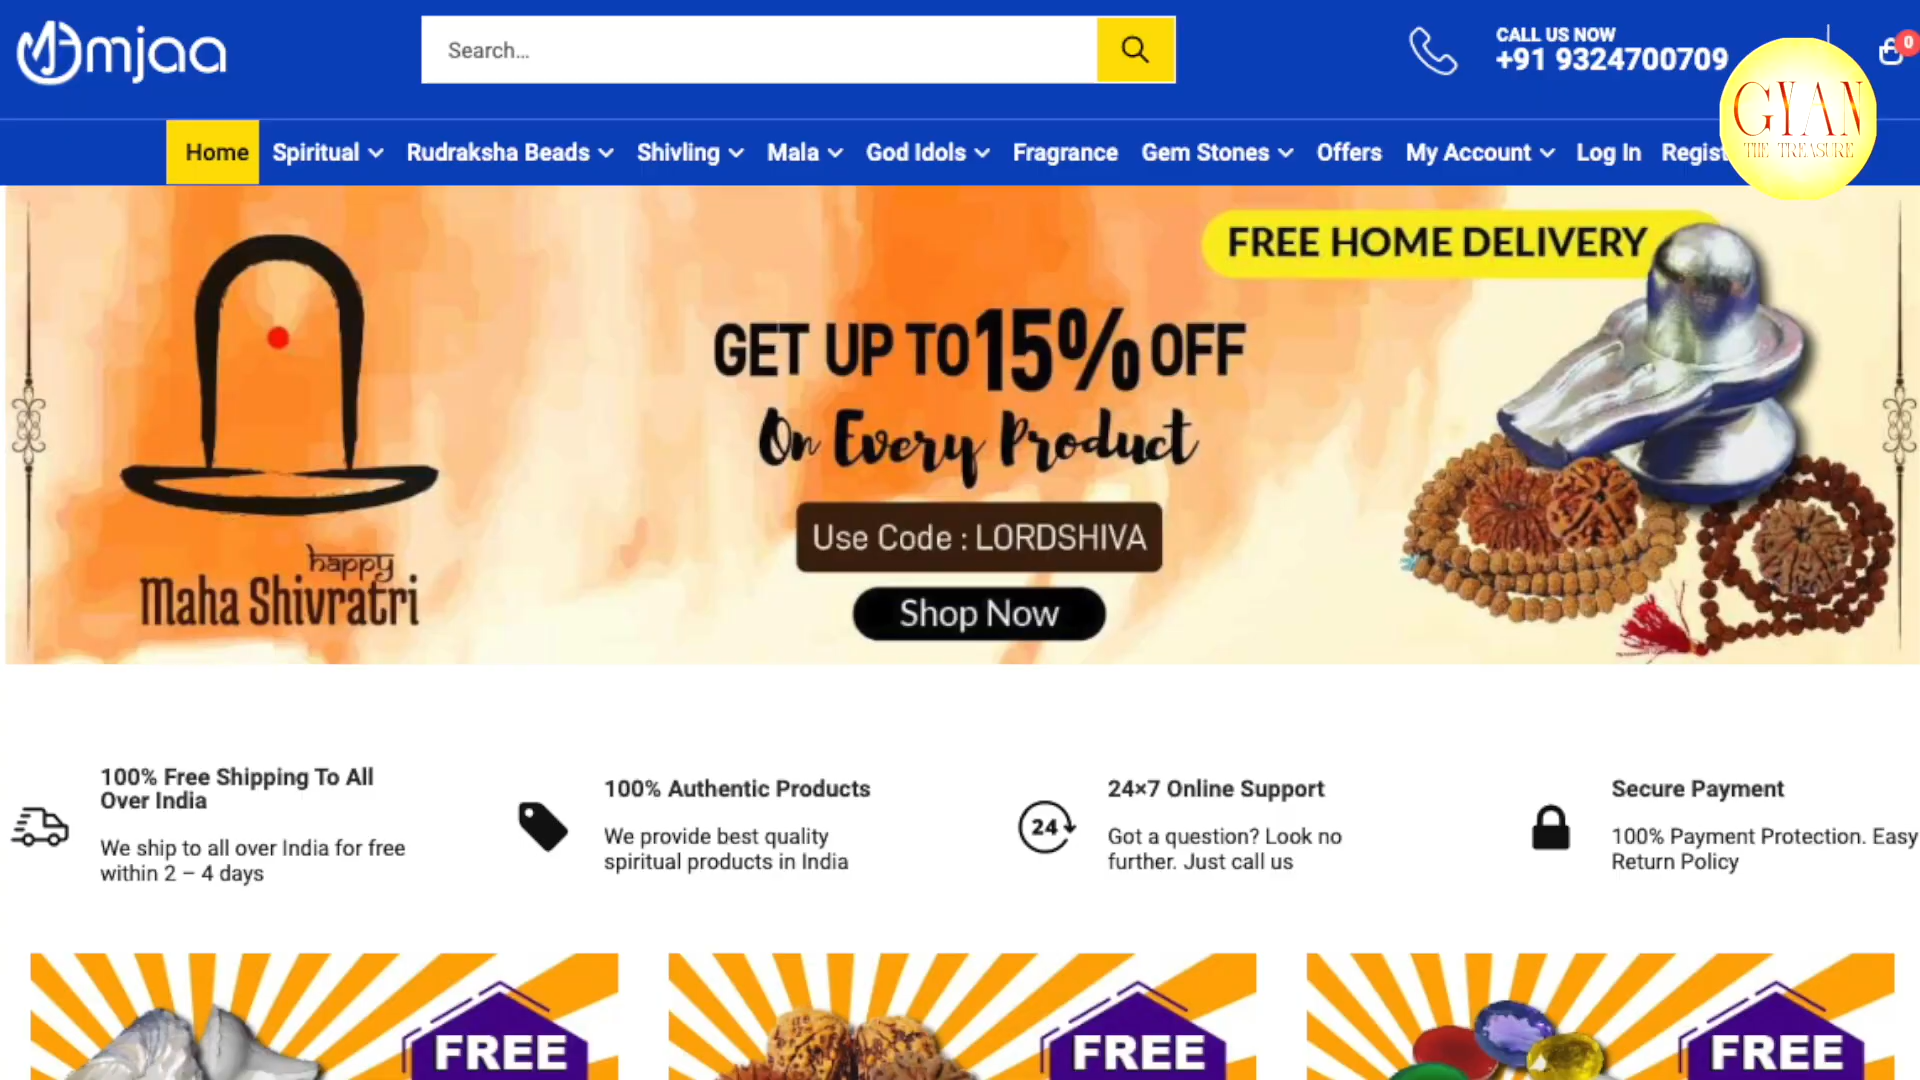 Omjaa
Search...
CALL US NOW
+91 9324700709
0
GYAN
THE TREASURE
Home Spiritual Rudraksha Beads Shivling Mala God Idols Fragrance Gem Stones Offers My Account Log In Regist
FREE HOME DELIVERY
GET UP TO 15% OFF
On Every Product
Use Code : LORDSHIVA
Shop Now
happy
Maha Shivratri
100% Free Shipping To All
Over India
We ship to all over India for free
within 2 – 4 days
100% Authentic Products
We provide best quality
spiritual products in India
24
24×7 Online Support
Got a question? Look no
further. Just call us
Secure Payment
100% Payment Protection. Easy
Return Policy
FREE
FREE
FREE